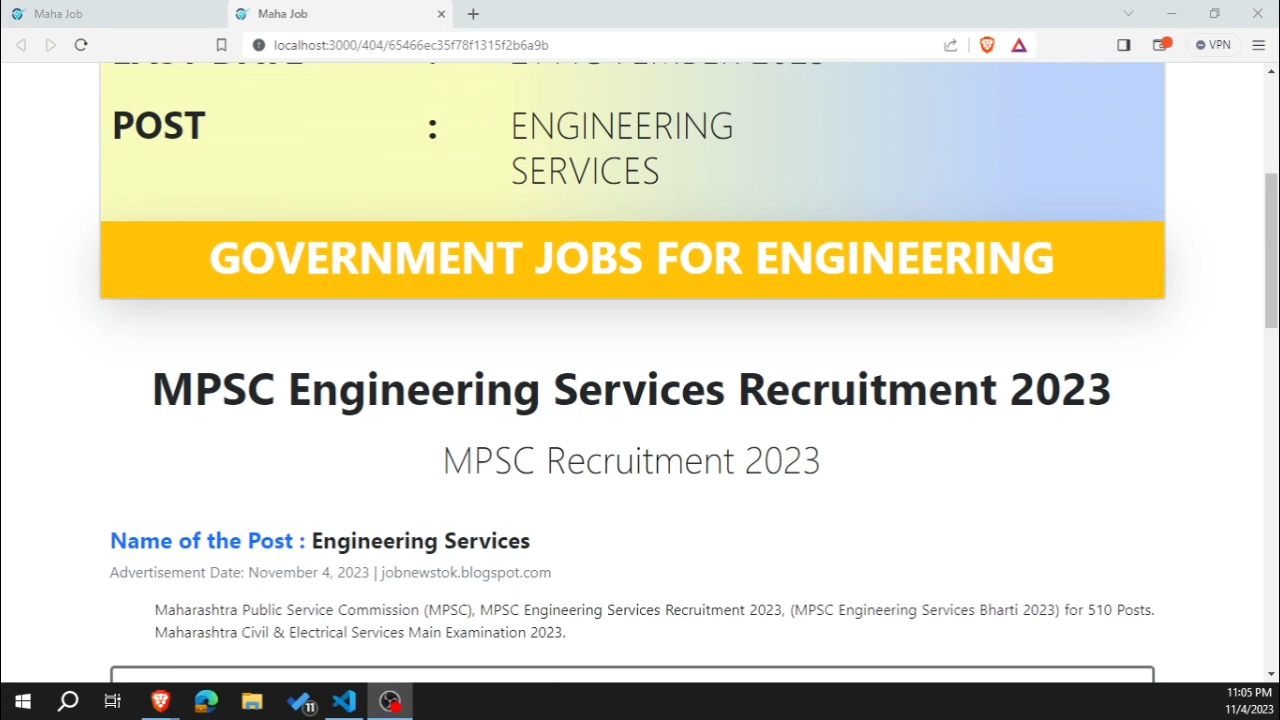 Maha Job
Maha Job
localhost:3000/404/65466ec35f78f1315f2b6a9b
VPN
POST : ENGINEERING
SERVICES
GOVERNMENT JOBS FOR ENGINEERING
MPSC Engineering Services Recruitment 2023
MPSC Recruitment 2023
Name of the Post : Engineering Services
Advertisement Date: November 4, 2023 | jobnewstok.blogspot.com
Maharashtra Public Service Commission (MPSC), MPSC Engineering Services Recruitment 2023, (MPSC Engineering Services Bharti 2023) for 510 Posts.
Maharashtra Civil & Electrical Services Main Examination 2023.
11
11:05 PM
11/4/2023